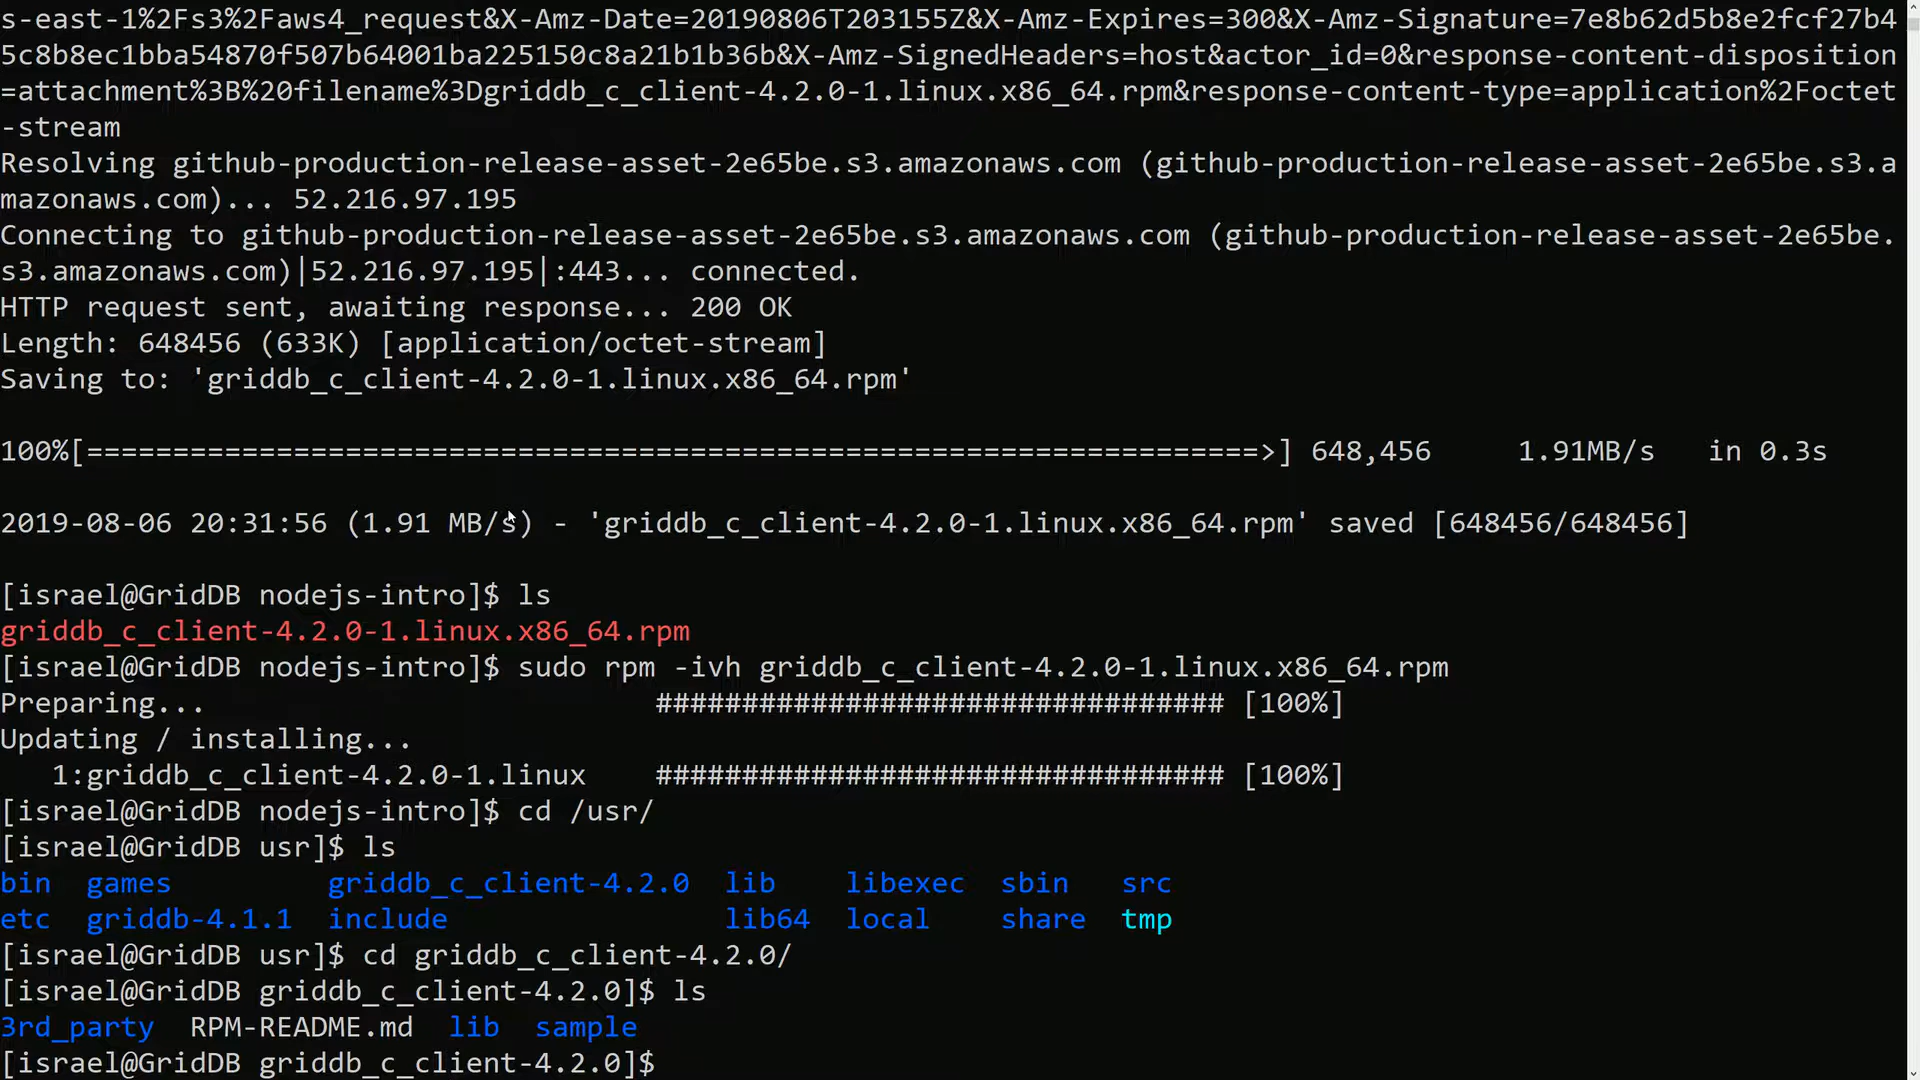 s-east-1%2Fs3%2Faws4_request&X-Amz-Date=20190806T203155Z&X-Amz-Expires=300&X-Amz-Signature=7e8b62d5b8e2fcf27b4
5c8b8ec1bba54870f507b64001ba225150c8a21b1b36b&X-Amz-SignedHeaders=host&actor_id=0&response-content-disposition
=attachment%3B%20filename%3Dgriddb_c_client-4.2.0-1.linux.x86_64.rpm&response-content-type=application%2Foctet
-stream
Resolving github-production-release-asset-2e65be.s3.amazonaws.com (github-production-release-asset-2e65be.s3.a
mazonaws.com)... 52.216.97.195
Connecting to github-production-release-asset-2e65be.s3.amazonaws.com (github-production-release-asset-2e65be.
s3.amazonaws.com)|52.216.97.195|:443... connected.
HTTP request sent, awaiting response... 200 OK
Length: 648456 (633K) [application/octet-stream]
Saving to: 'griddb_c_client-4.2.0-1.linux.x86_64.rpm'
100%[====================================================================>] 648,456     1.91MB/s   in 0.3s
2019-08-06 20:31:56 (1.91 MB/s) - 'griddb_c_client-4.2.0-1.linux.x86_64.rpm' saved [648456/648456]
[israel@GridDB nodejs-intro]$ ls
griddb_c_client-4.2.0-1.linux.x86_64.rpm
[israel@GridDB nodejs-intro]$ sudo rpm -ivh griddb_c_client-4.2.0-1.linux.x86_64.rpm
Preparing...                          ################################# [100%]
Updating / installing...
   1:griddb_c_client-4.2.0-1.linux    ################################# [100%]
[israel@GridDB nodejs-intro]$ cd /usr/
[israel@GridDB usr]$ ls
bin  games         griddb_c_client-4.2.0  lib    libexec  sbin   src
etc  griddb-4.1.1  include                lib64  local    share  tmp
[israel@GridDB usr]$ cd griddb_c_client-4.2.0/
[israel@GridDB griddb_c_client-4.2.0]$ ls
3rd_party  RPM-README.md  lib  sample
[israel@GridDB griddb_c_client-4.2.0]$